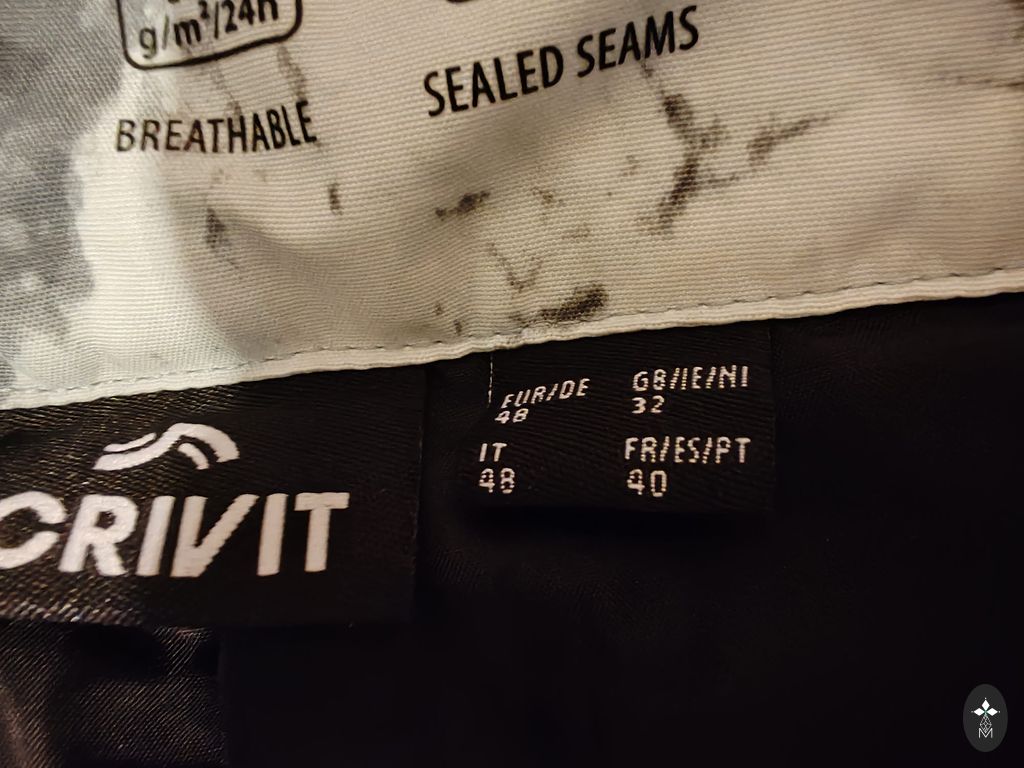 g/m²/24h
BREATHABLE
SEALED SEAMS
CRIVIT
EUR/DE
48
GB/IE/NI
32
IT
48
FR/ES/PT
40
M